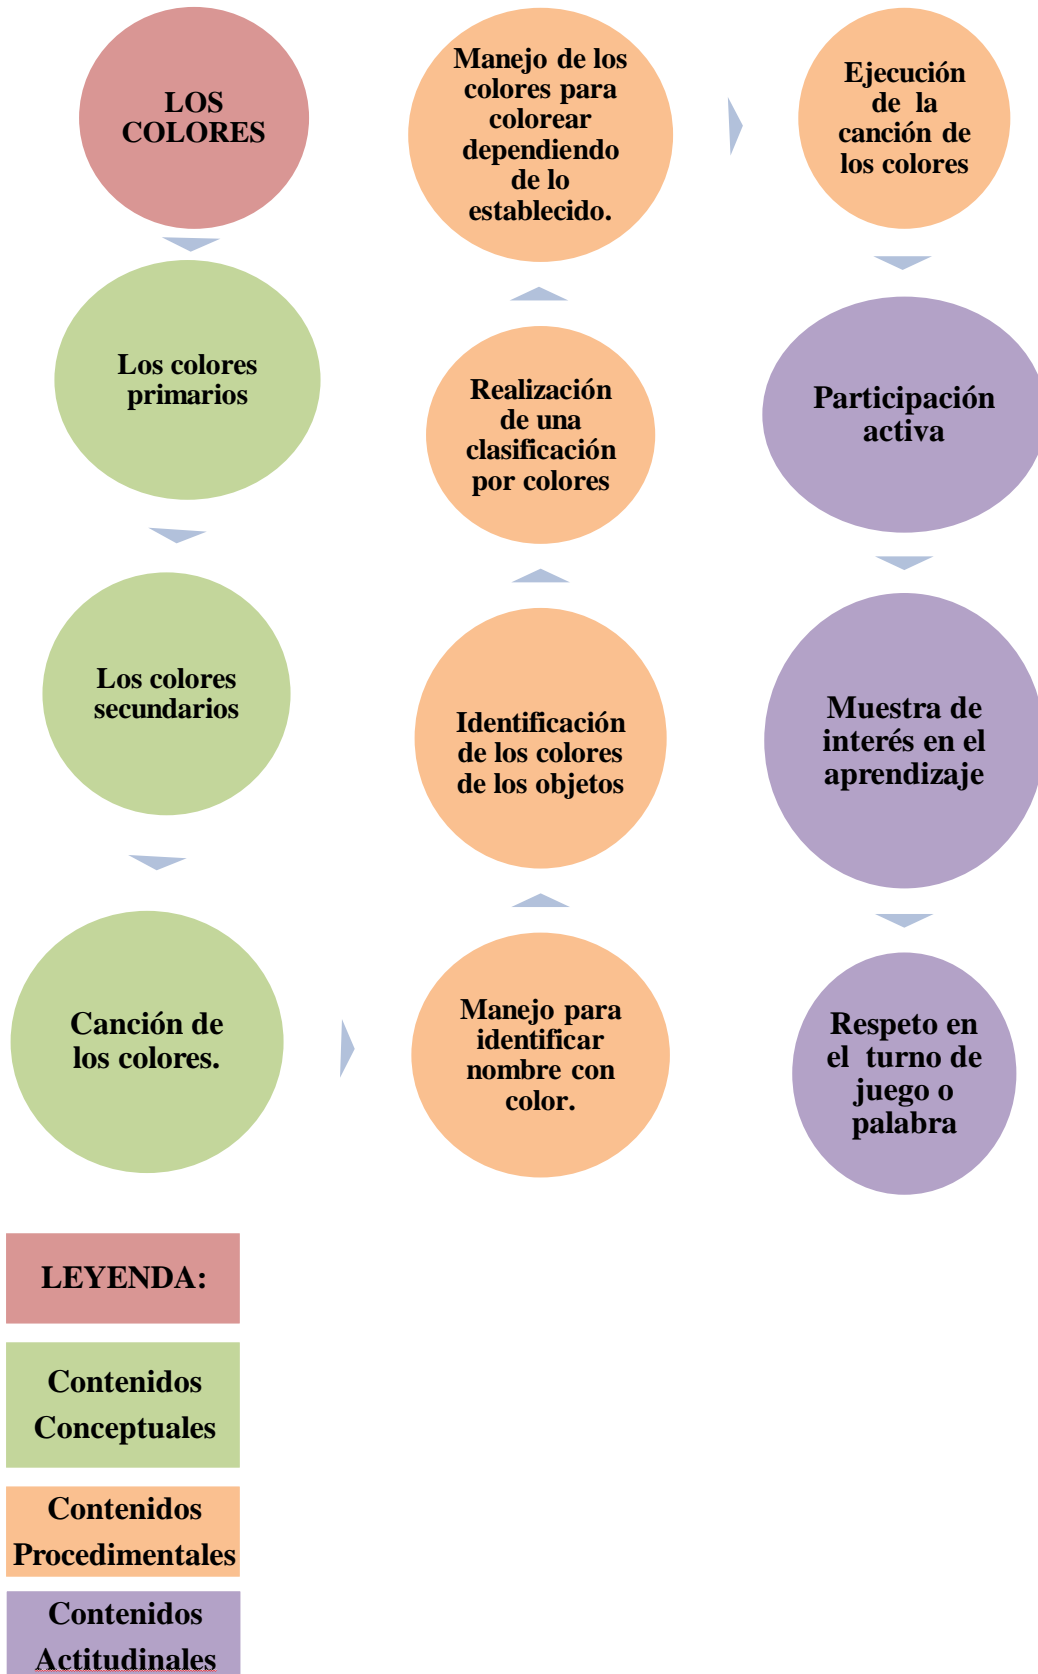 LOS
COLORES
Los colores
primarios
Los colores
secundarios
Canción de
los colores.
Manejo para
identificar
nombre con
color.
Identificación
de los colores
de los objetos
Realización
de una
clasificación
por colores
Manejo de los
colores para
colorear
dependiendo
de lo
establecido.
Ejecución
de la
canción de
los colores
Participación
activa
Muestra de
interés en el
aprendizaje
Respeto en
el turno de
juego o
palabra
LEYENDA:
Contenidos
Conceptuales
Contenidos
Procedimentales
Contenidos
Actitudinales